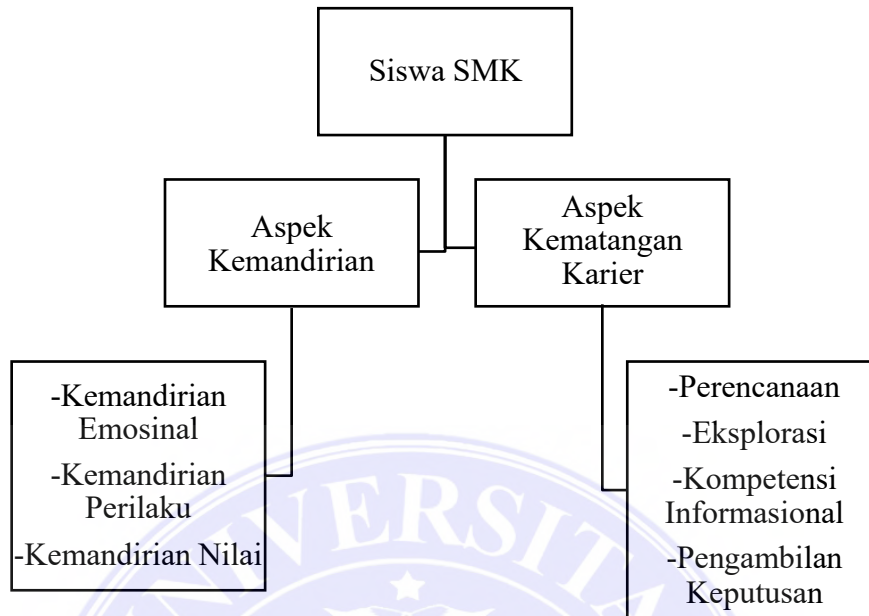 Siswa SMK
Aspek
Kemandirian
Aspek
Kematangan
Karier
-Kemandirian
Emosinal
-Kemandirian
Perilaku
-Kemandirian Nilai
-Perencanaan
-Eksplorasi
-Kompetensi
Informasional
-Pengambilan
Keputusan
UNIVERSITA